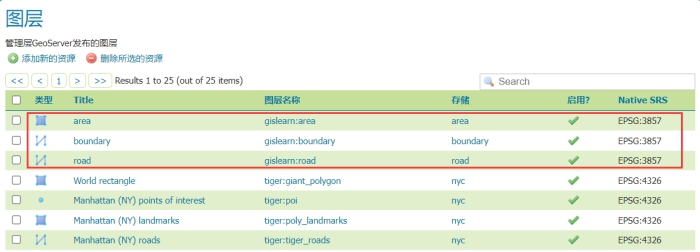 图层
管理层GeoServer发布的图层
添加新的资源 删除所选的资源
<< < 1 > >> Results 1 to 25 (out of 25 items) Search
类型 Title 图层名称 存储 启用? Native SRS
area gislearn:area area EPSG:3857
boundary gislearn:boundary boundary EPSG:3857
road gislearn:road road EPSG:3857
World rectangle tiger:giant_polygon nyc EPSG:4326
Manhattan (NY) points of interest tiger:poi nyc EPSG:4326
Manhattan (NY) landmarks tiger:poly_landmarks nyc EPSG:4326
Manhattan (NY) roads tiger:tiger_roads nyc EPSG:4326